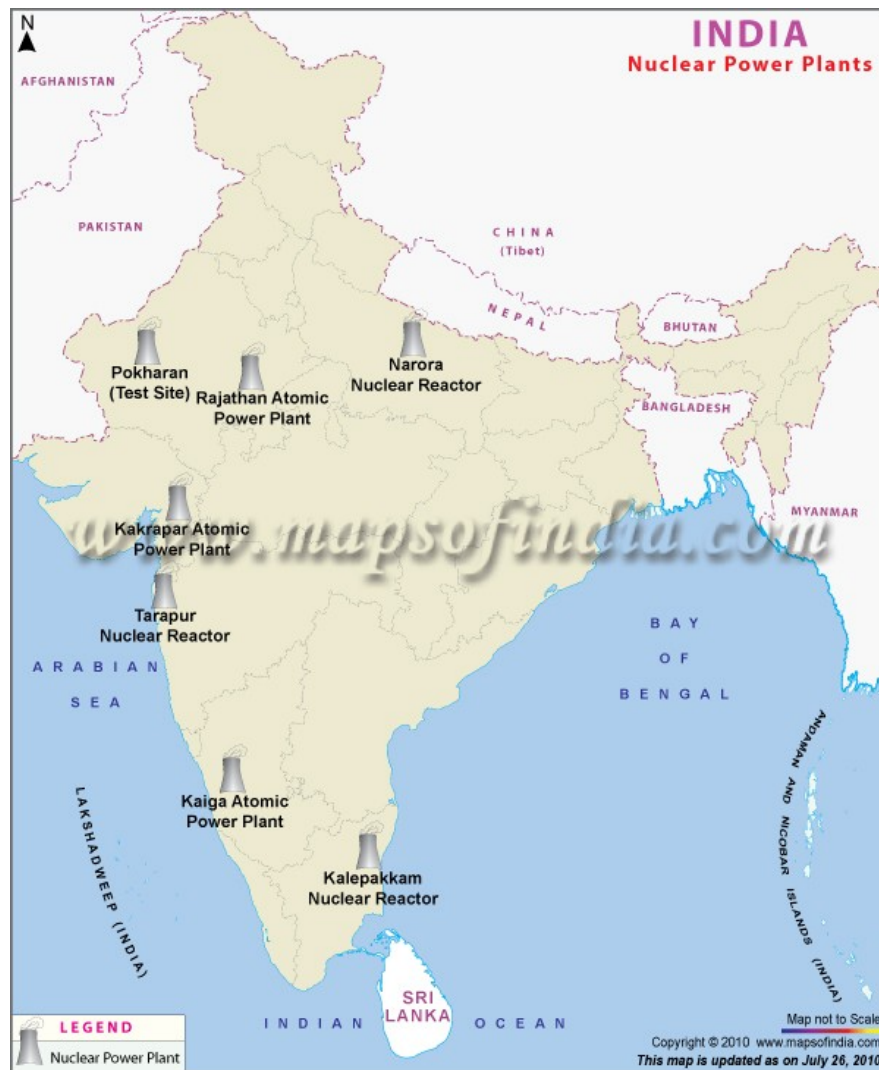 N
INDIA
Nuclear Power Plants
AFGHANISTAN
PAKISTAN
CHINA
(Tibet)
NEPAL
BHUTAN
BANGLADESH
MYANMAR
Pokharan
(Test Site)
Rajathan Atomic
Power Plant
Narora
Nuclear Reactor
Kakrapar Atomic
Power Plant
www.mapsofindia.com
Tarapur
Nuclear Reactor
ARABIAN
SEA
BAY
OF
BENGAL
Kaiga Atomic
Power Plant
Kalepakkam
Nuclear Reactor
LAKSHADWEEP (INDIA)
ANDAMAN AND NICOBAR ISLANDS (INDIA)
SRI
LANKA
INDIAN OCEAN
LEGEND
Nuclear Power Plant
Map not to Scale
Copyright © 2010 www.mapsofindia.com
This map is updated as on July 26, 2010